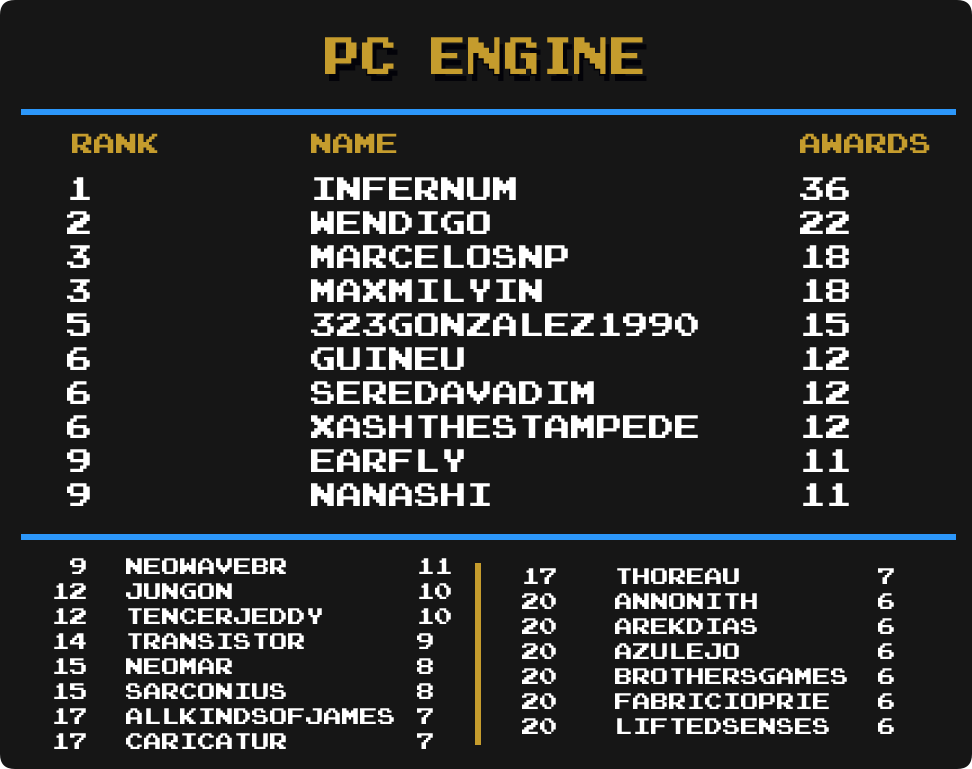 PC ENGINE
RANK NAME AWARDS
1 INFERNUM 36
2 WENDIGO 22
3 MARCELOSNP 18
3 MAXMILYIN 18
5 323GONZALEZ1990 15
6 GUINEU 12
6 SEREDAVADIM 12
6 XASHTHESTAMPEDE 12
9 EARFLY 11
9 NANASHI 11
9 NEOWAVEBR 11
12 JUNGON 10
12 TENCERJEDDY 10
14 TRANSISTOR 9
15 NEOMAR 8
15 SARCONIUS 8
17 ALLKINDSOFJAMES 7
17 CARICATUR 7
17 THOREAU 7
20 ANNONITH 6
20 AREKDIAS 6
20 AZULEJO 6
20 BROTHERSGAMES 6
20 FABRICIOPRIE 6
20 LIFTEDSENSES 6